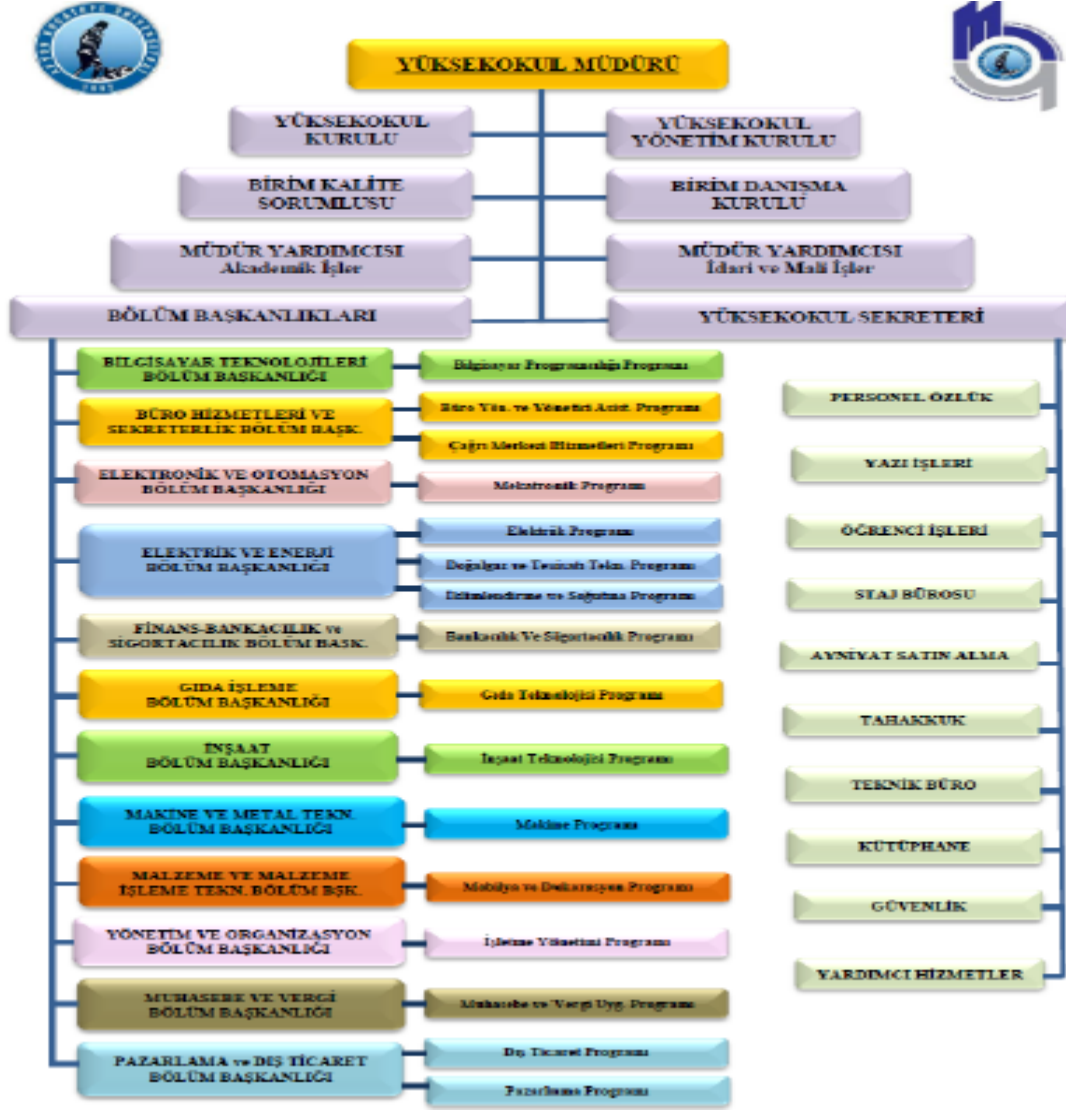 AFYON KOCATEPE ÜNİVERSİTESİ
1992
YÜKSEKOKUL MÜDÜRÜ
YÜKSEKOKUL
KURULU
YÜKSEKOKUL
YÖNETİM KURULU
BİRİM KALİTE
SORUMLUSU
BİRİM DANIŞMA
KURULU
MÜDÜR YARDIMCISI
Akademik İşler
MÜDÜR YARDIMCISI
İdari ve Mali İşler
BÖLÜM BAŞKANLIKLARI
YÜKSEKOKUL SEKRETERİ
BİLGİSAYAR TEKNOLOJİLERİ
BÖLÜM BAŞKANLIĞI
Bilgisayar Programcılığı Programı
BÜRO HİZMETLERİ VE
SEKRETERLİK BÖLÜM BAŞK.
Büro Yön. ve Yönetici Asist. Programı
Çağrı Merkezi Hizmetleri Programı
ELEKTRONİK VE OTOMASYON
BÖLÜM BAŞKANLIĞI
Mekatronik Programı
ELEKTRİK VE ENERJİ
BÖLÜM BAŞKANLIĞI
Elektrik Programı
Doğalgaz ve Tesisatı Tekn. Programı
İklimlendirme ve Soğutma Programı
FİNANS-BANKACILIK ve
SİGORTACILIK BÖLÜM BAŞK.
Bankacılık Ve Sigortacılık Programı
GIDA İŞLEME
BÖLÜM BAŞKANLIĞI
Gıda Teknolojisi Programı
İNŞAAT
BÖLÜM BAŞKANLIĞI
İnşaat Teknolojisi Programı
MAKİNE VE METAL TEKN.
BÖLÜM BAŞKANLIĞI
Makine Programı
MALZEME VE MALZEME
İŞLEME TEKN. BÖLÜM BŞK.
Mobilya ve Dekorasyon Programı
YÖNETİM VE ORGANİZASYON
BÖLÜM BAŞKANLIĞI
İşletme Yönetimi Programı
MUHASEBE VE VERGİ
BÖLÜM BAŞKANLIĞI
Muhasebe ve Vergi Uyg. Programı
PAZARLAMA ve DIŞ TİCARET
BÖLÜM BAŞKANLIĞI
Dış Ticaret Programı
Pazarlama Programı
PERSONEL ÖZLÜK
YAZI İŞLERİ
ÖĞRENCİ İŞLERİ
STAJ BÜROSU
AYNİYAT SATIN ALMA
TAHAKKUK
TEKNİK BÜRO
KÜTÜPHANE
GÜVENLİK
YARDIMCI HİZMETLER